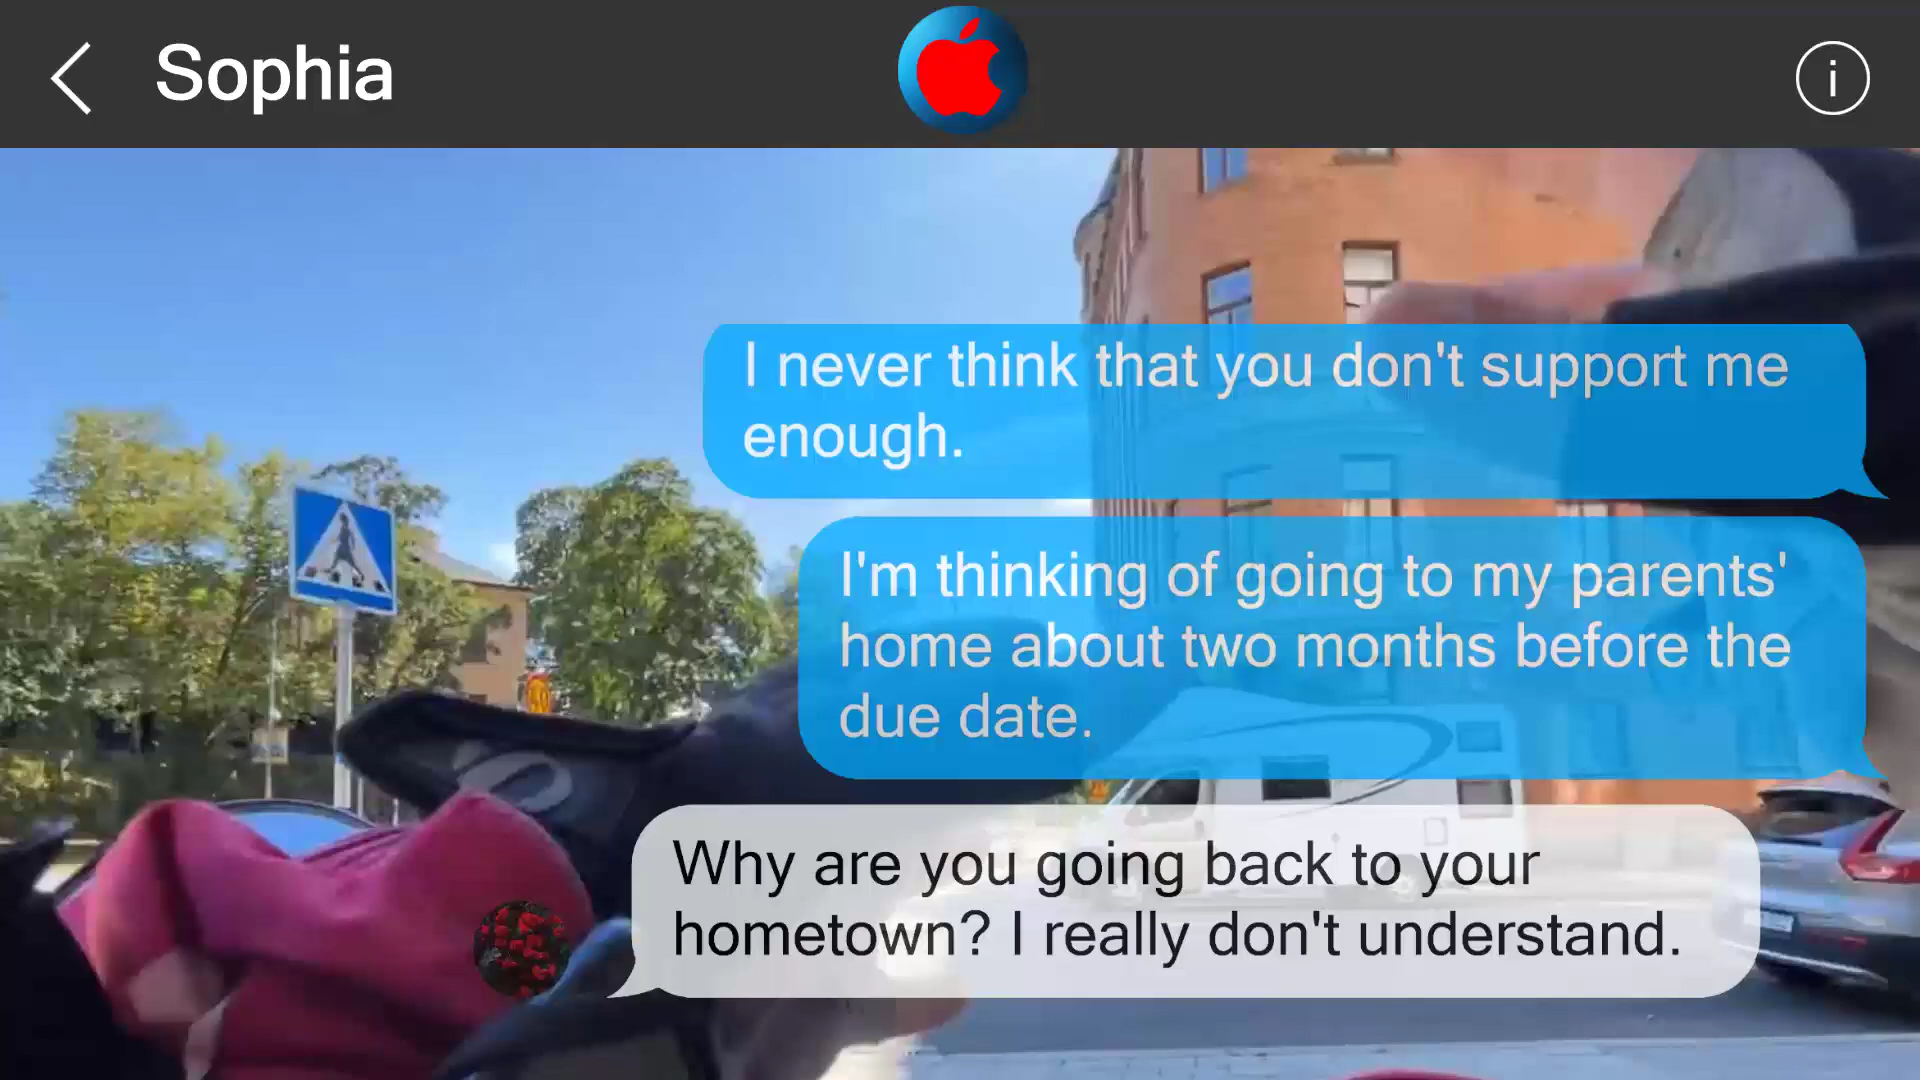 Sophia
I never think that you don't support me
enough.
I'm thinking of going to my parents'
home about two months before the
due date.
Why are you going back to your
hometown? I really don't understand.